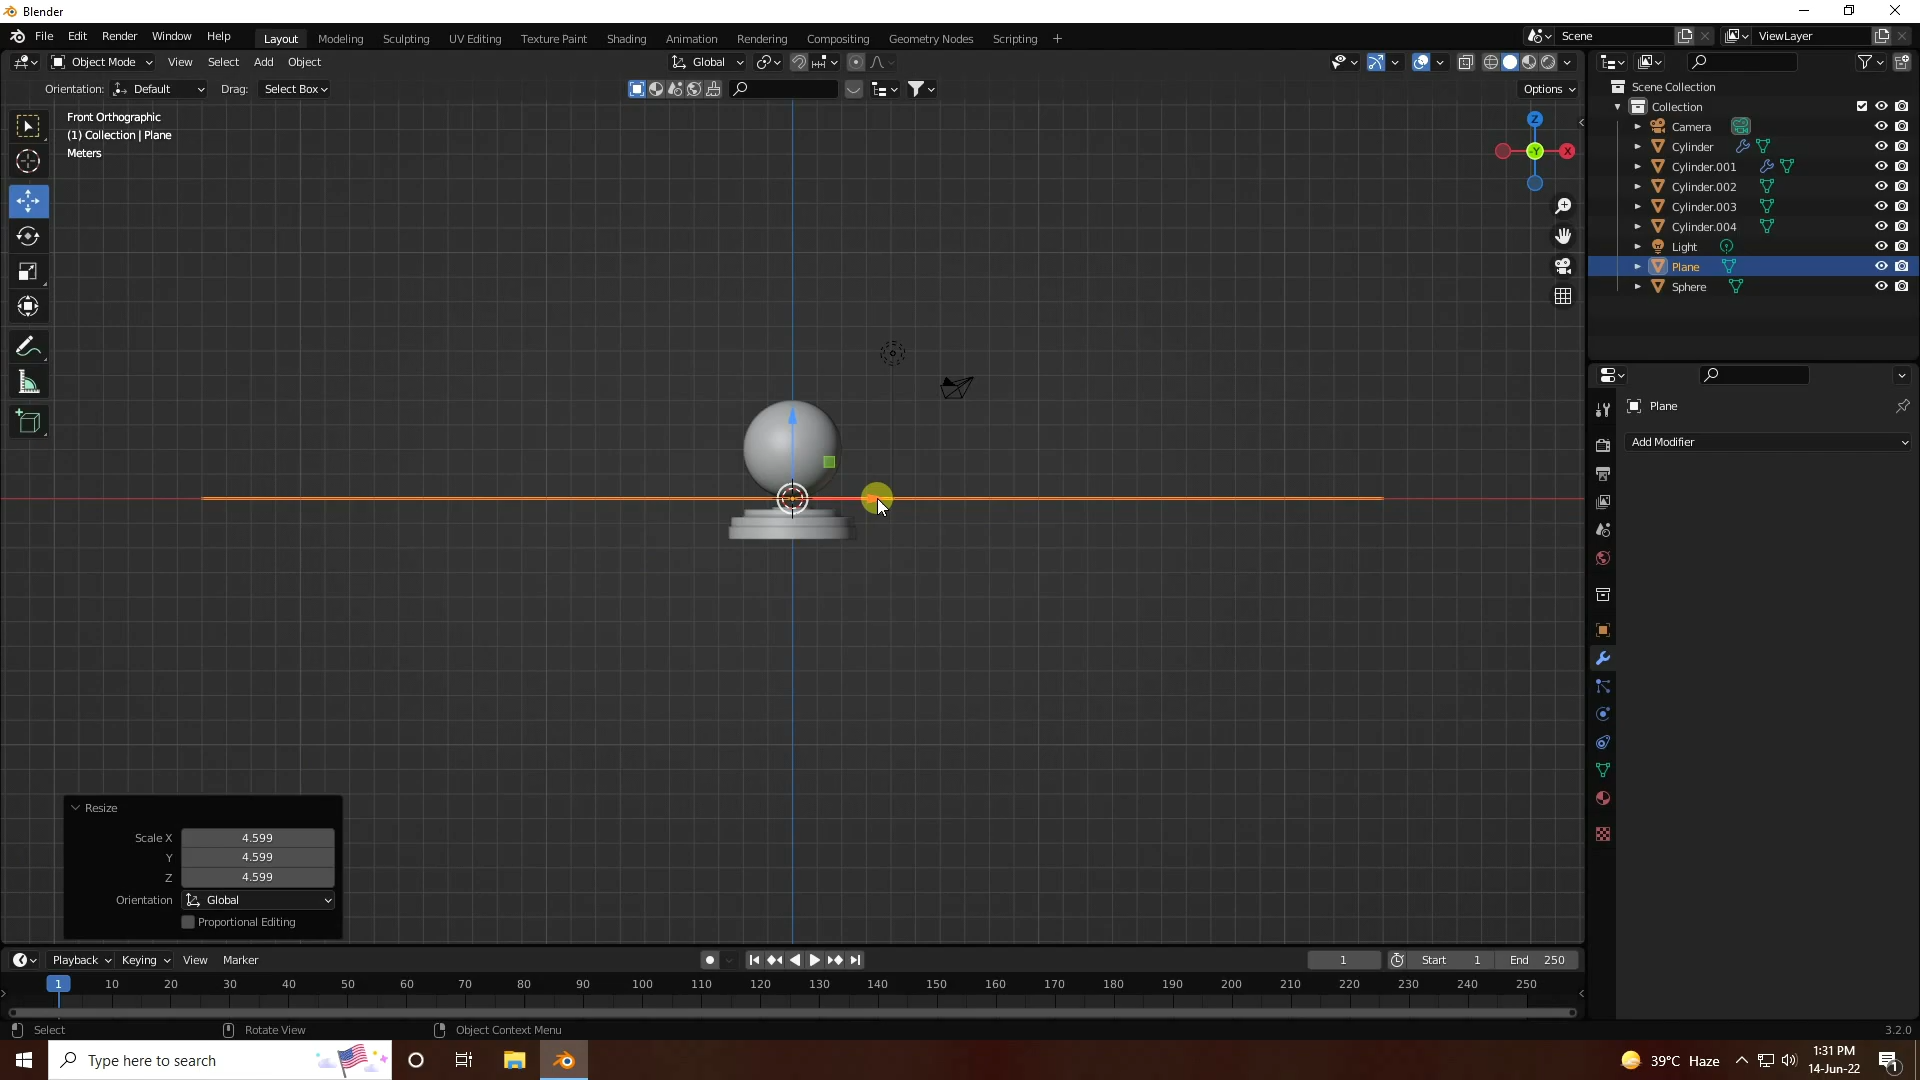 Blender
File Edit Render Window Help Layout Modeling Sculpting UV Editing Texture Paint Shading Animation Rendering Compositing Geometry Nodes Scripting + Scene ViewLayer
Object Mode View Select Add Object Global
Orientation: Default Drag: Select Box Options
Front Orthographic
(1) Collection | Plane
Meters
Z
-Y
X
Scene Collection
Collection
Camera
Cylinder
Cylinder.001
Cylinder.002
Cylinder.003
Cylinder.004
Light
Plane
Sphere
Plane
Add Modifier
Resize
Scale X 4.599
Y 4.599
Z 4.599
Orientation Global
Proportional Editing
Playback Keying View Marker 1 Start 1 End 250
1 10 20 30 40 50 60 70 80 90 100 110 120 130 140 150 160 170 180 190 200 210 220 230 240 250
Select Rotate View Object Context Menu 3.2.0
Type here to search 39°C Haze 1:31 PM
14-Jun-22 1